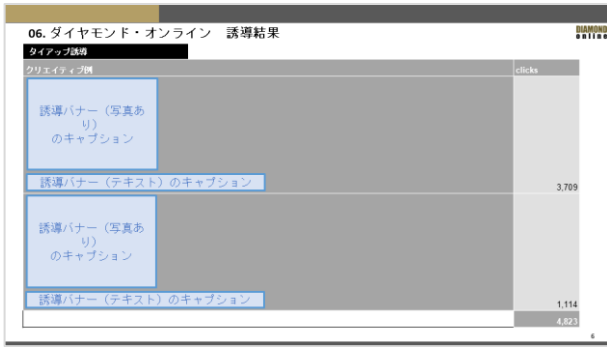 06. ダイヤモンド・オンライン　誘導結果
DIAMOND
online
タイアップ誘導
クリエイティブ例
clicks
誘導バナー（写真あ
り）
のキャプション
誘導バナー（テキスト）のキャプション
3,709
誘導バナー（写真あ
り）
のキャプション
誘導バナー（テキスト）のキャプション
1,114
4,823
6